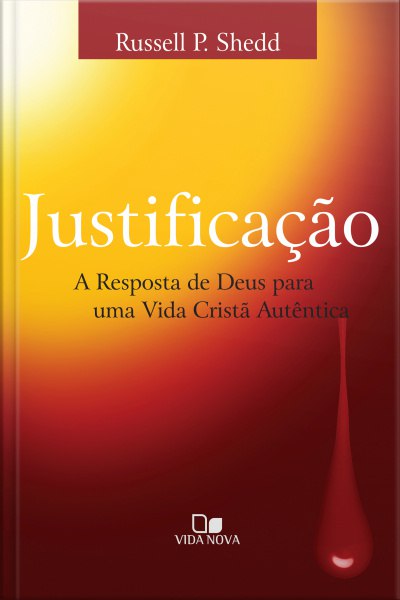 Russell P. Shedd
Justificação
A Resposta de Deus para
uma Vida Cristã Autêntica
VIDA NOVA